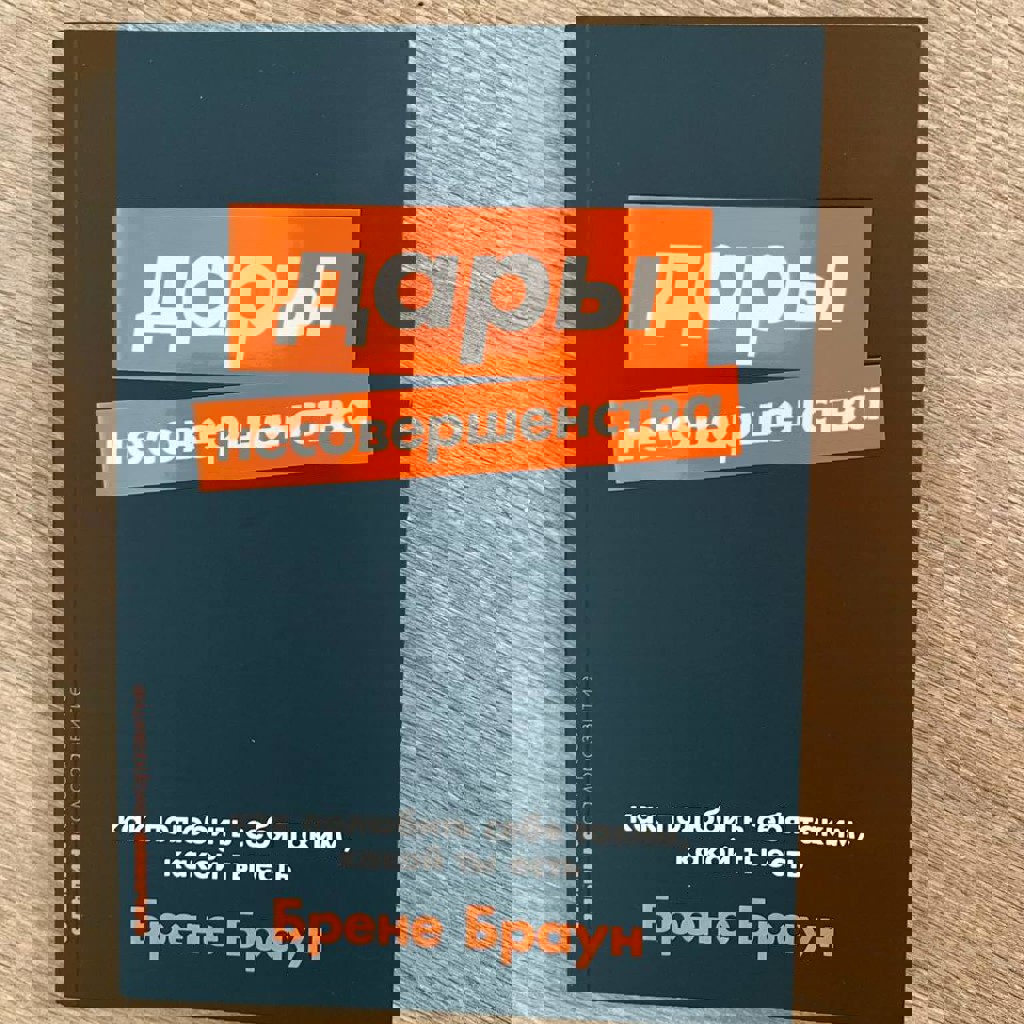 дары
несовершенства
как полюбить себя таким,
какой ты есть
Брене Браун